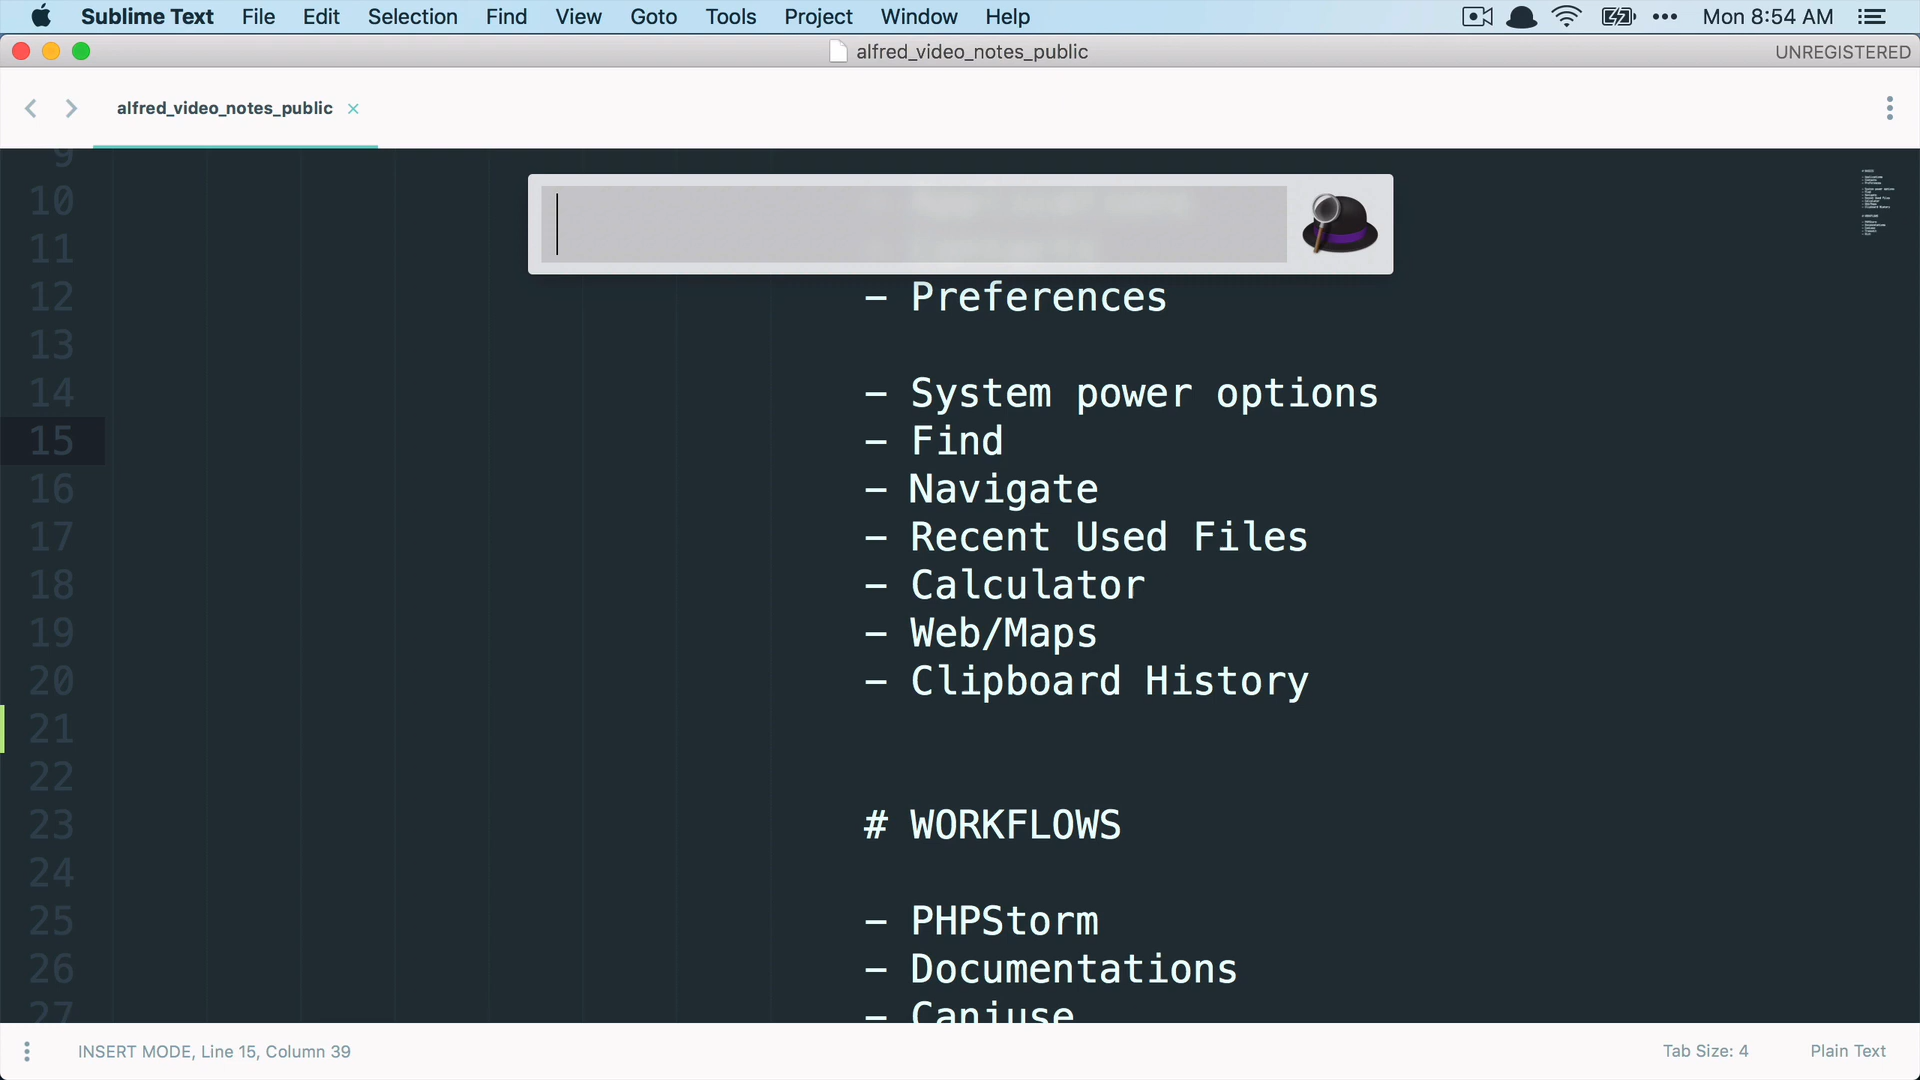 Sublime Text File Edit Selection Find View Goto Tools Project Window Help Mon 8:54 AM
alfred_video_notes_public UNREGISTERED
alfred_video_notes_public ×
9
10
11
12 - Preferences
13
14 - System power options
15 - Find
16 - Navigate
17 - Recent Used Files
18 - Calculator
19 - Web/Maps
20 - Clipboard History
21
22
23 # WORKFLOWS
24
25 - PHPStorm
26 - Documentations
27 - Caniuse
INSERT MODE, Line 15, Column 39 Tab Size: 4 Plain Text